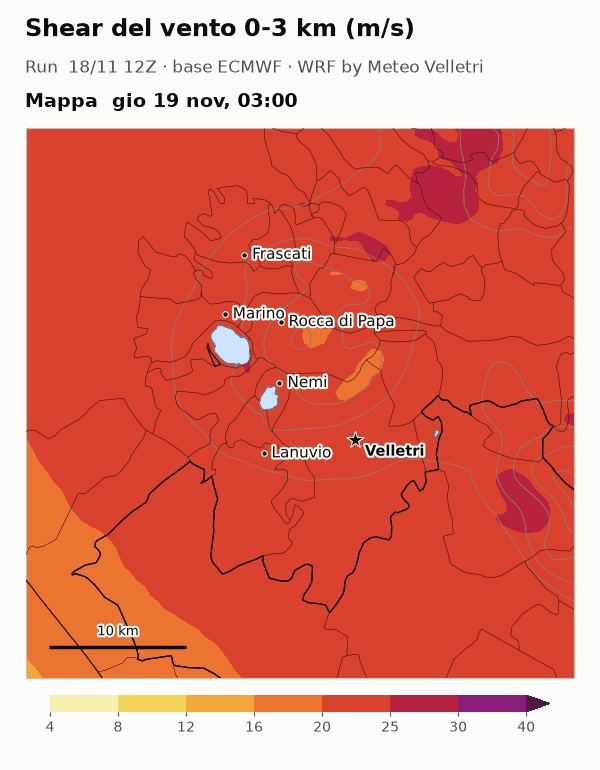 Shear del vento 0-3 km (m/s)
Run  18/11 12Z · base ECMWF · WRF by Meteo Velletri
Mappa  gio 19 nov, 03:00
Frascati
Marino
Rocca di Papa
Nemi
Velletri
Lanuvio
10 km
4 8 12 16 20 25 30 40